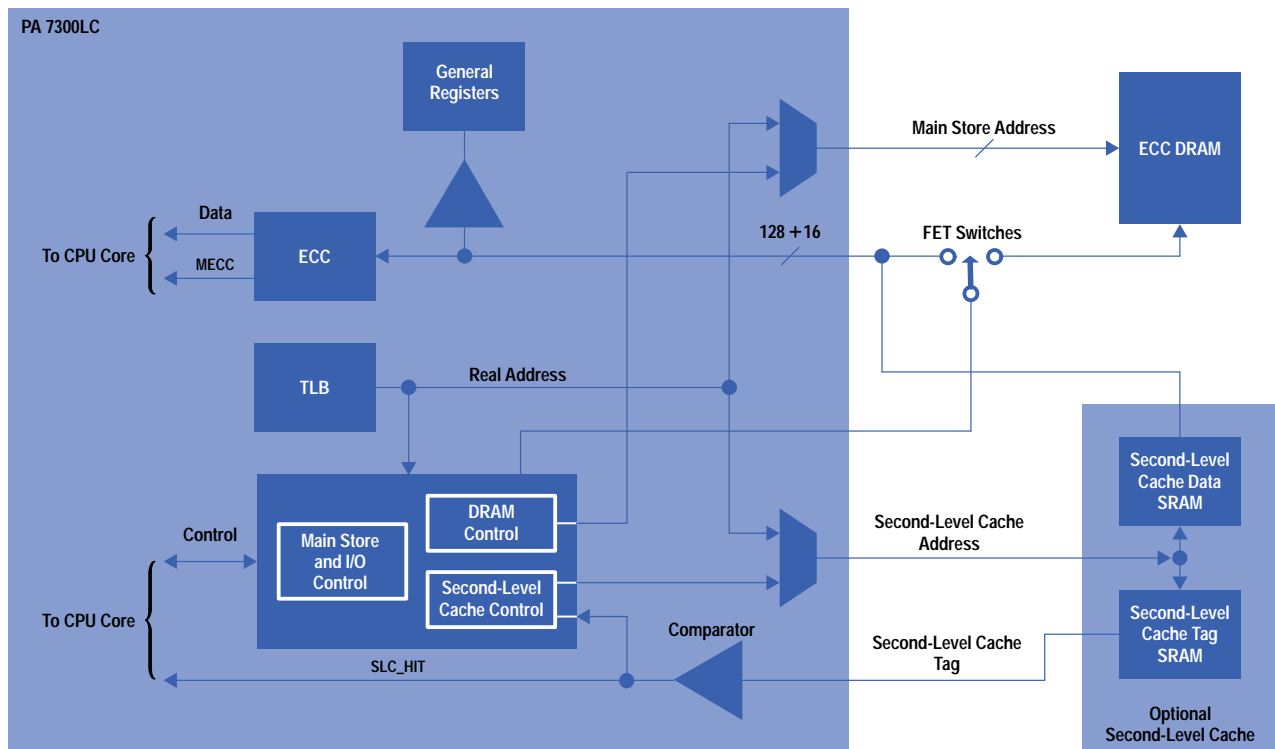 PA 7300LC
General
Registers
Main Store Address
ECC DRAM
Data
To CPU Core
MECC
ECC
128 + 16
FET Switches
TLB
Real Address
Second-Level
Cache Data
SRAM
Control
Main Store
and I/O
Control
DRAM
Control
Second-Level
Cache Control
Second-Level Cache
Address
To CPU Core
Comparator
Second-Level Cache
Tag
Second-Level
Cache Tag
SRAM
SLC_HIT
Optional
Second-Level Cache